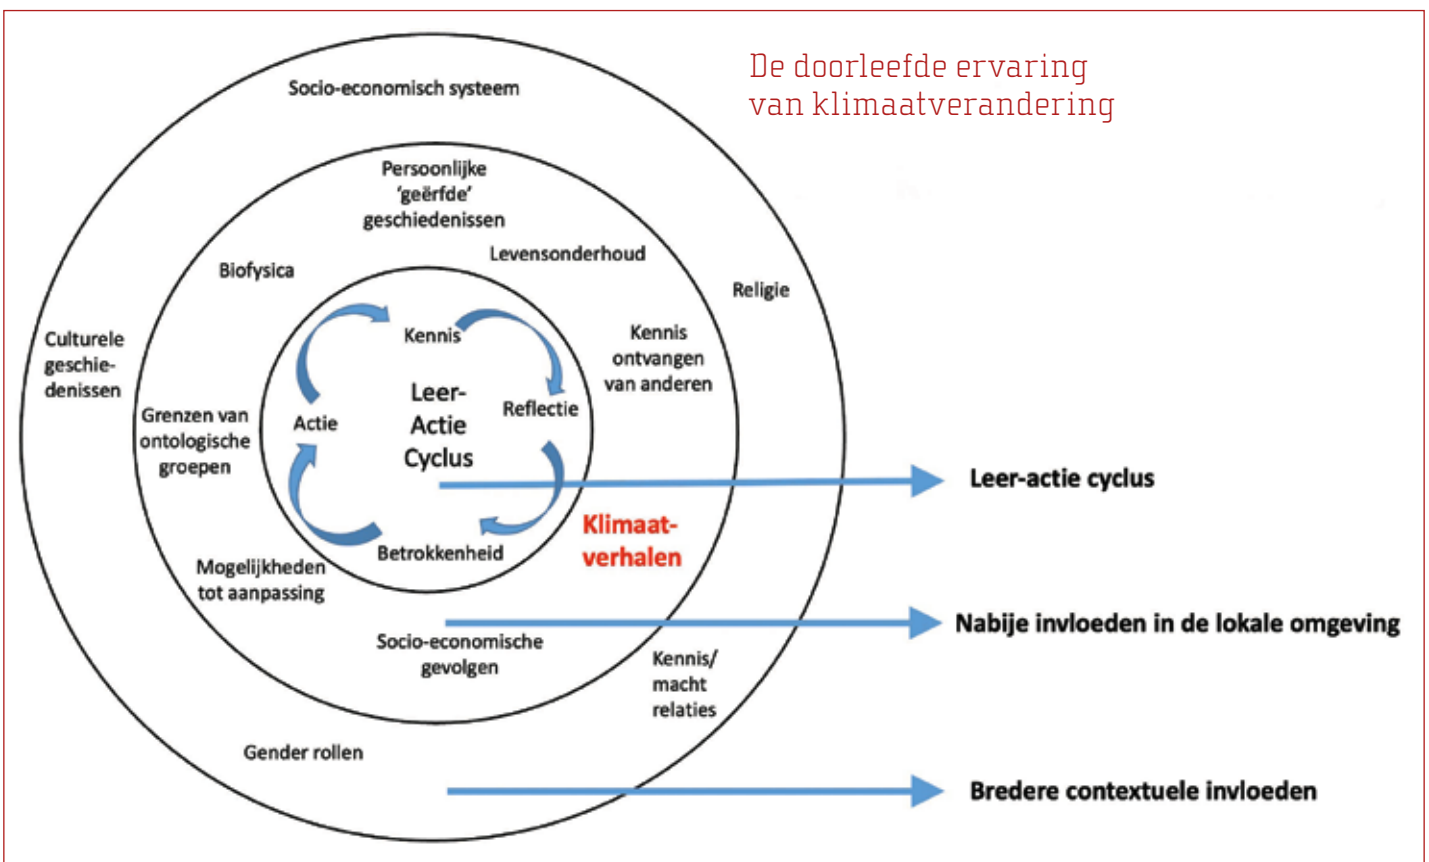 De doorleefde ervaring
van klimaatverandering
Socio-economisch systeem
Persoonlijke
‘geërfde’
geschiedenissen
Levensonderhoud
Biofysica
Religie
Culturele
geschie-
denissen
Kennis
Kennis
ontvangen
van anderen
Leer-
Actie
Cyclus
Reflectie
Actie
Grenzen van
ontologische
groepen
Leer-actie cyclus
Klimaat-
verhalen
Betrokkenheid
Mogelijkheden
tot aanpassing
Nabije invloeden in de lokale omgeving
Socio-economische
gevolgen
Kennis/
macht
relaties
Gender rollen
Bredere contextuele invloeden